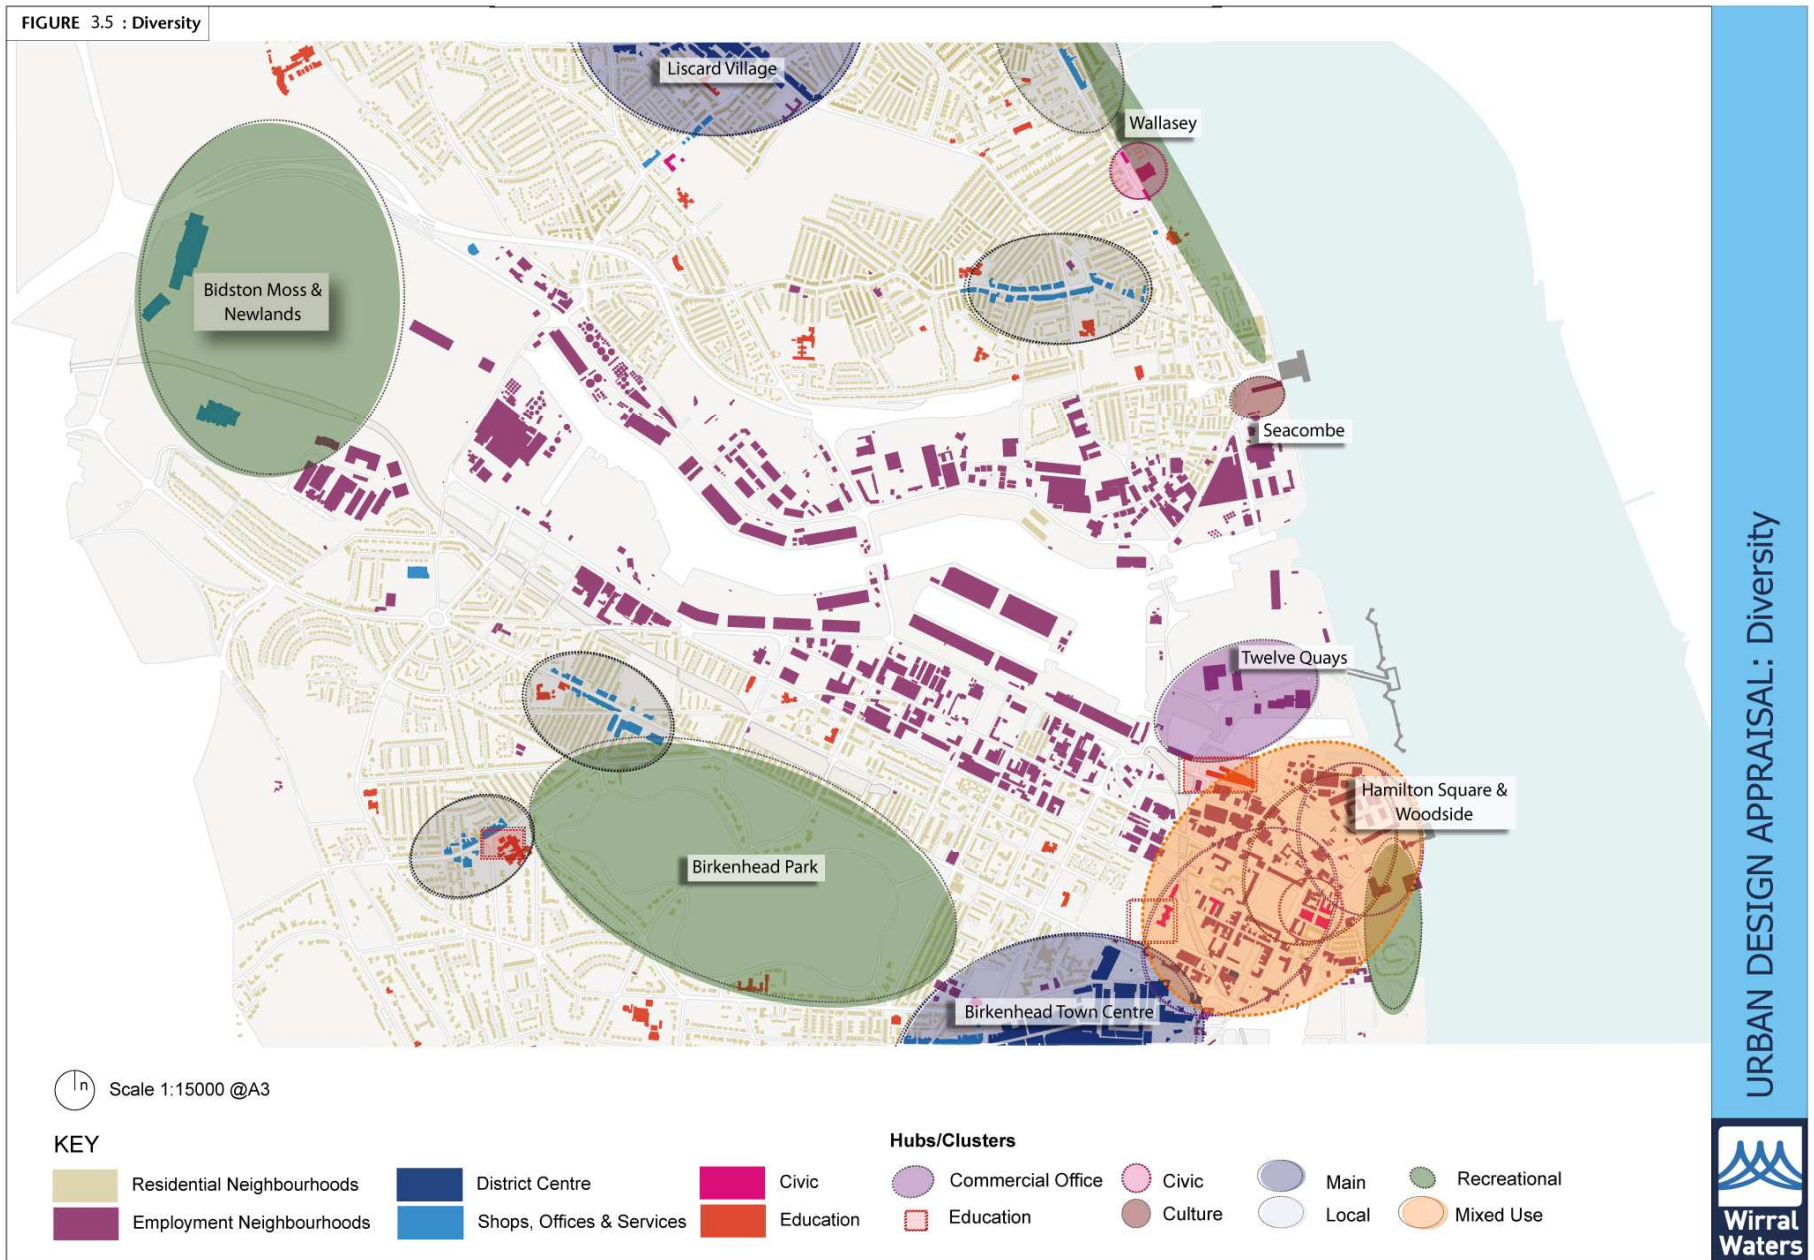 FIGURE 3.5 : Diversity
Liscard Village
Wallasey
Bidston Moss &
Newlands
Seacombe
Twelve Quays
Hamilton Square &
Woodside
Birkenhead Park
Birkenhead Town Centre
n
Scale 1:15000 @A3
KEY
Residential Neighbourhoods
Employment Neighbourhoods
District Centre
Shops, Offices & Services
Civic
Education
Hubs/Clusters
Commercial Office
Education
Civic
Culture
Main
Local
Recreational
Mixed Use
URBAN DESIGN APPRAISAL: Diversity
Wirral
Waters